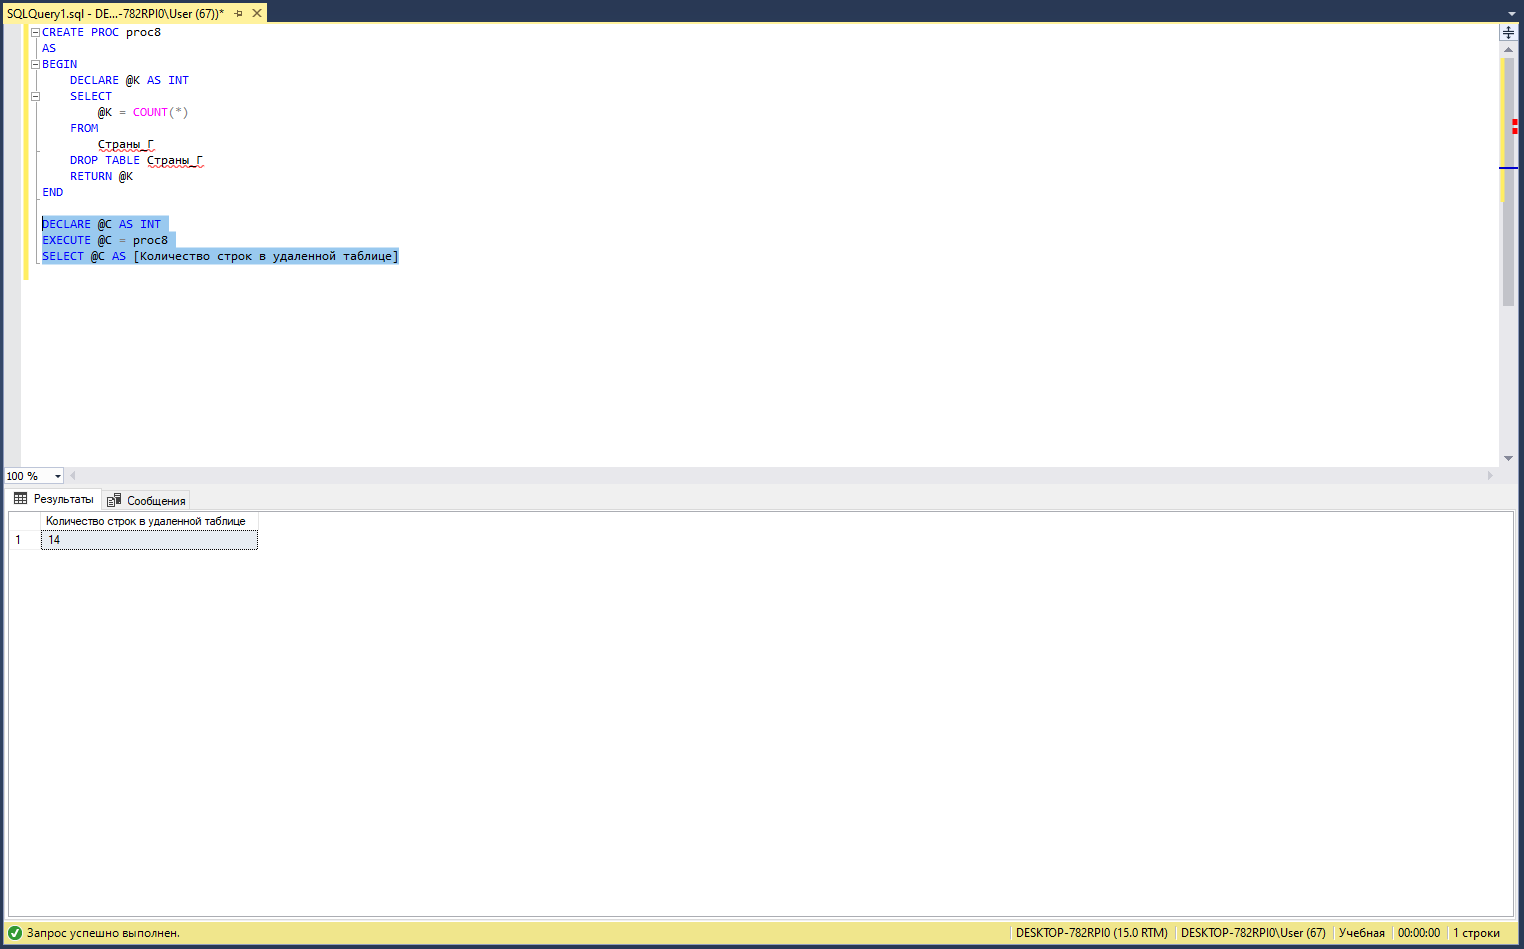 SQLQuery1.sql - DE...-782RPI0\User (67))*
CREATE PROC proc8
AS
BEGIN
DECLARE @K AS INT
SELECT
@K = COUNT(*)
FROM
Страны_Г
DROP TABLE Страны_Г
RETURN @K
END
DECLARE @C AS INT
EXECUTE @C = proc8
SELECT @C AS [Количество строк в удаленной таблице]
100 %
Результаты Сообщения
Количество строк в удаленной таблице
1 14
Запрос успешно выполнен. DESKTOP-782RPI0 (15.0 RTM) DESKTOP-782RPI0\User (67) Учебная 00:00:00 1 строки